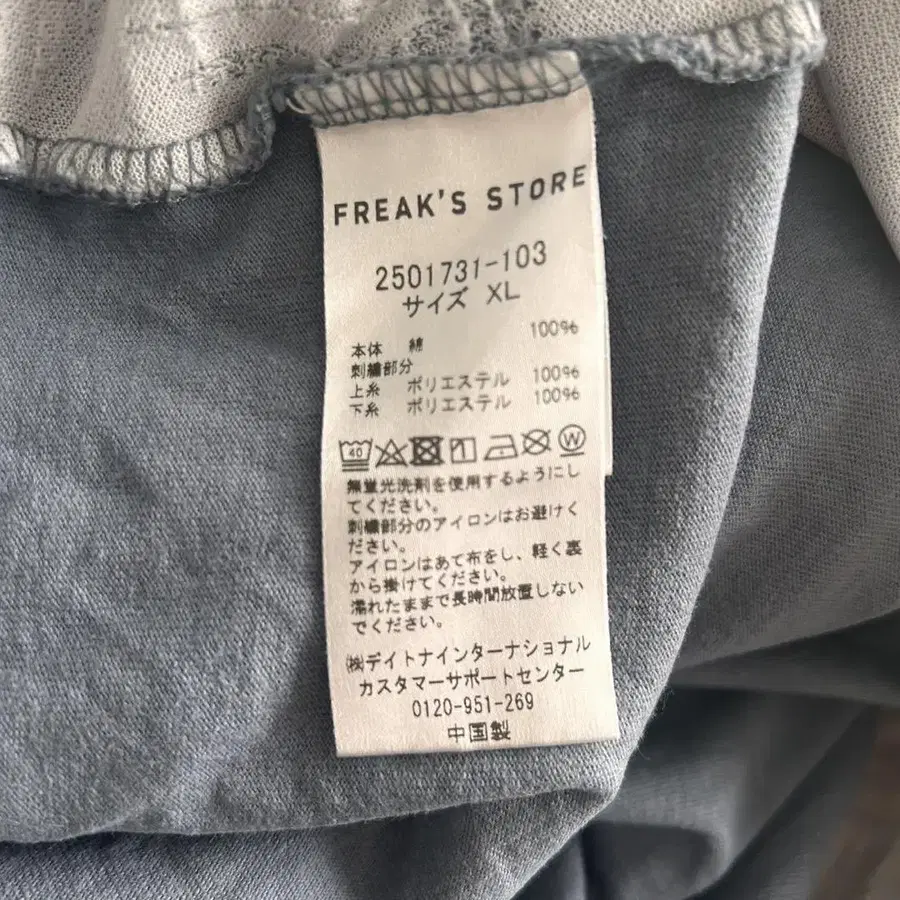 FREAK'S STORE
2501731-103
サイズ XL
本体 綿 100%
刺繍部分
上糸 ポリエステル 100%
下糸 ポリエステル 100%
40
W
無蛍光洗剤を使用するようにし
てください。
刺繍部分のアイロンはお避けく
ださい。
アイロンはあて布をし、軽く裏
から掛けてください。
濡れたままで長時間放置しない
でください。
㈱デイトナインターナショナル
カスタマーサポートセンター
0120-951-269
中国製